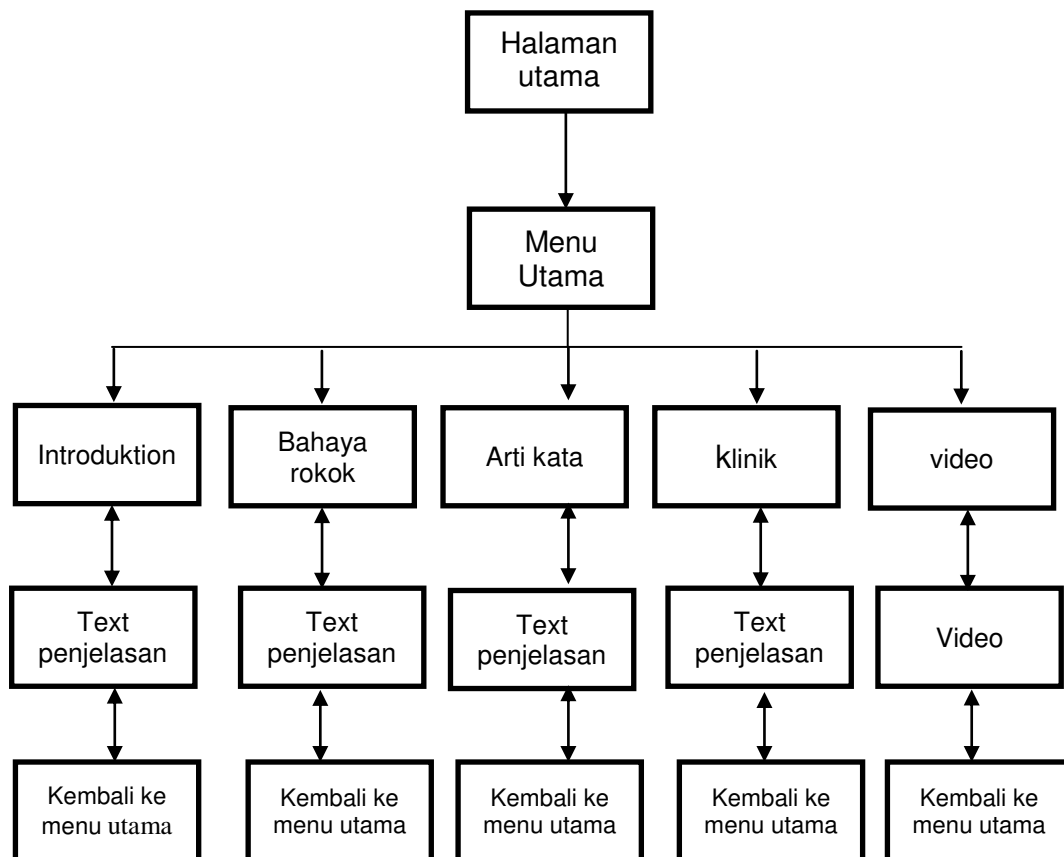 Halaman
utama
Menu
Utama
Introduktion
Bahaya
rokok
Arti kata
klinik
video
Text
penjelasan
Text
penjelasan
Text
penjelasan
Text
penjelasan
Video
Kembali ke
menu utama
Kembali ke
menu utama
Kembali ke
menu utama
Kembali ke
menu utama
Kembali ke
menu utama